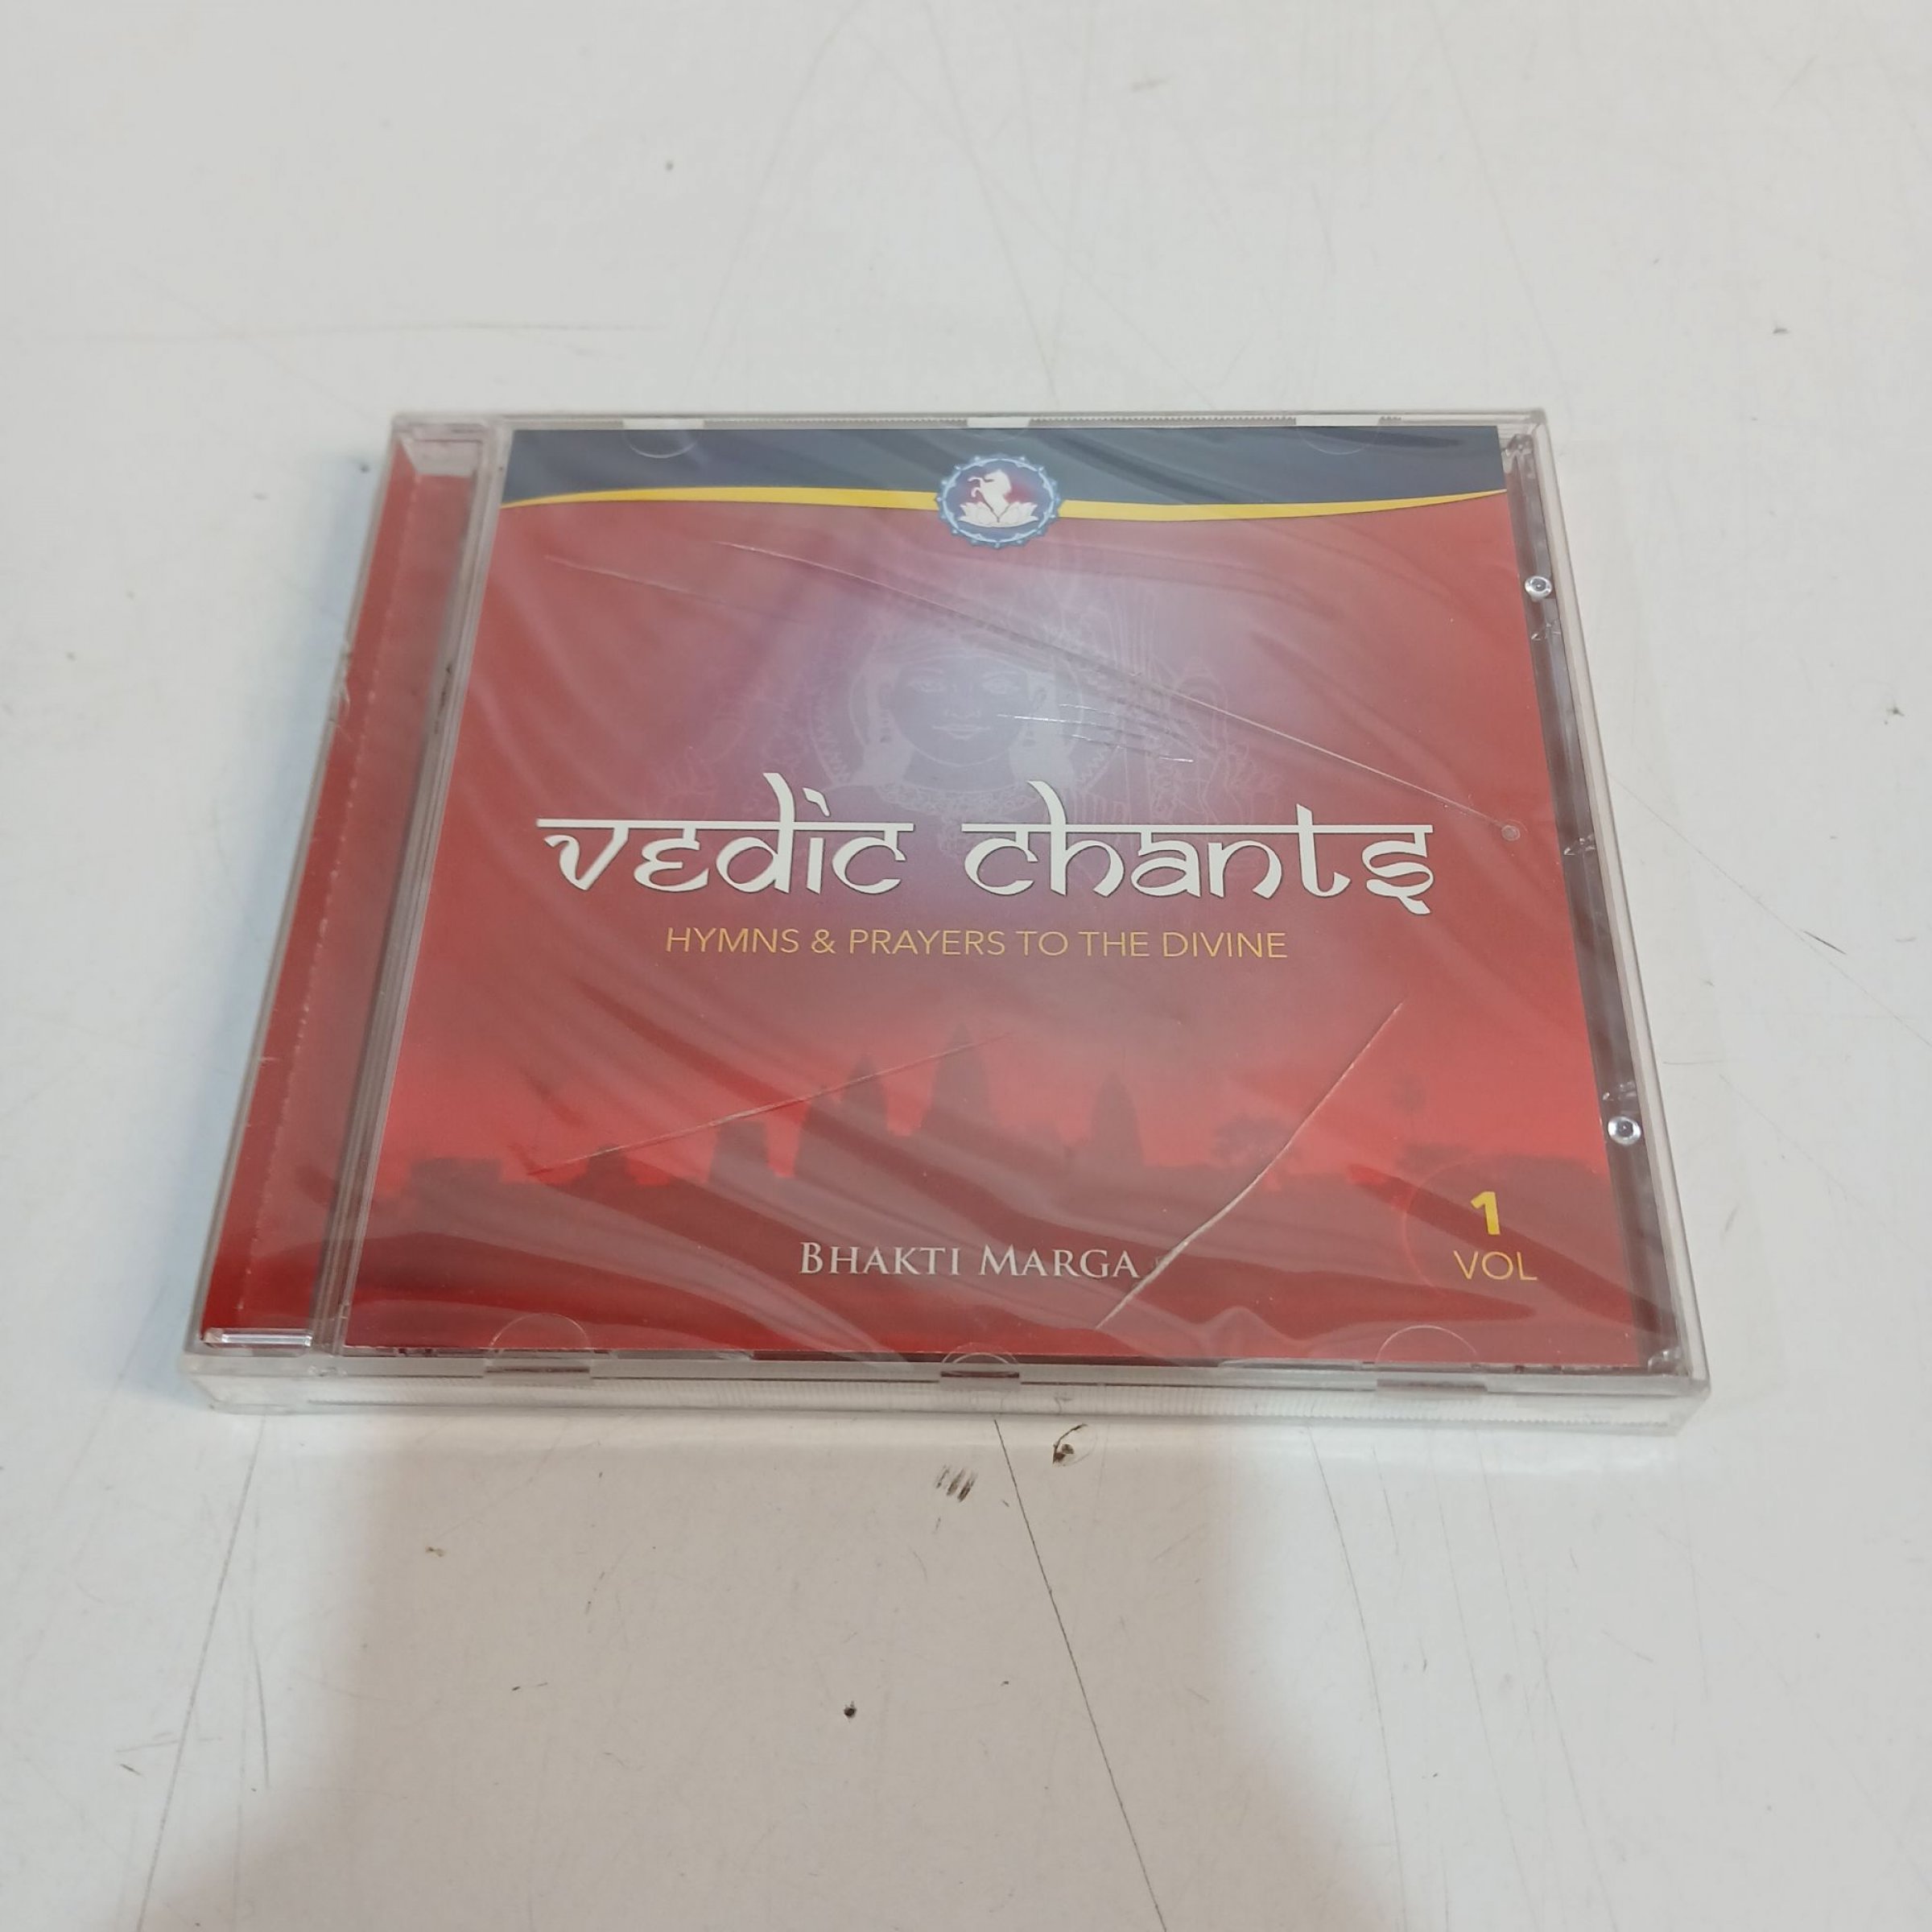 vedic chants
HYMNS & PRAYERS TO THE DIVINE
BHAKTI MARGA
1
VOL